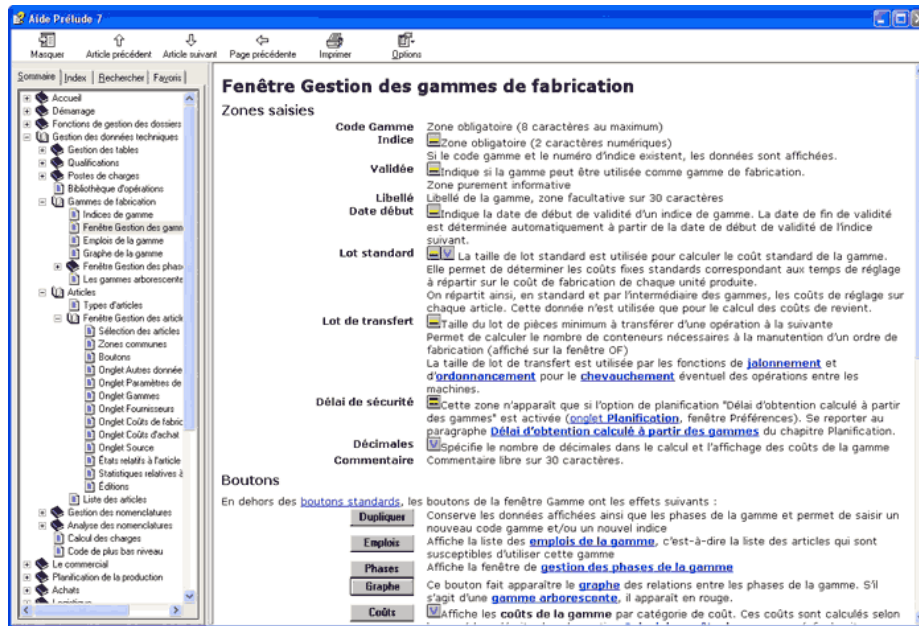 Aide Prélude 7
Masquer
Article précédent
Article suivant
Page précédente
Imprimer
Options
Sommaire
Index
Rechercher
Favoris
Accueil
Démarrage
Fonctions de gestion des dossiers
Gestion des données techniques
Gestion des tables
Qualifications
Postes de charges
Bibliothèque d'opérations
Gammes de fabrication
Indices de gamme
Fenêtre Gestion des gamm
Emplois de la gamme
Graphe de la gamme
Fenêtre Gestion des phase
Les gammes arborescente
Articles
Types d'articles
Fenêtre Gestion des article
Sélection des articles
Zones communes
Boutons
Onglet Autres donnée
Onglet Paramètres de
Onglet Gammes
Onglet Fournisseurs
Onglet Coûts de fabric
Onglet Coûts d'achat
Onglet Source
États relatifs à l'article
Statistiques relatives à
Éditions
Liste des articles
Gestion des nomenclatures
Analyse des nomenclatures
Calcul des charges
Code de plus bas niveau
Le commercial
Planification de la production
Achats
Fenêtre Gestion des gammes de fabrication
Zones saisies
Code Gamme Zone obligatoire (8 caractères au maximum)
Indice Zone obligatoire (2 caractères numériques)
Si le code gamme et le numéro d'indice existent, les données sont affichées.
Validée Indique si la gamme peut être utilisée comme gamme de fabrication.
Zone purement informative
Libellé Libellé de la gamme, zone facultative sur 30 caractères
Date début Indique la date de début de validité d'un indice de gamme. La date de fin de validité
est déterminée automatiquement à partir de la date de début de validité de l'indice
suivant.
Lot standard V La taille de lot standard est utilisée pour calculer le coût standard de la gamme.
Elle permet de déterminer les coûts fixes standards correspondant aux temps de réglage
à répartir sur le coût de fabrication de chaque unité produite.
On répartit ainsi, en standard et par l'intermédiaire des gammes, les coûts de réglage sur
chaque article. Cette donnée n'est utilisée que pour le calcul des coûts de revient.
Lot de transfert Taille du lot de pièces minimum à transférer d'une opération à la suivante
Permet de calculer le nombre de conteneurs nécessaires à la manutention d'un ordre de
fabrication (affiché sur la fenêtre OF)
La taille de lot de transfert est utilisée par les fonctions de jalonnement et
d'ordonnancement pour le chevauchement éventuel des opérations entre les
machines.
Délai de sécurité Cette zone n'apparaît que si l'option de planification "Délai d'obtention calculé à partir
des gammes" est activée (onglet Planification, fenêtre Préférences). Se reporter au
paragraphe Délai d'obtention calculé à partir des gammes du chapitre Planification.
Décimales V Spécifie le nombre de décimales dans le calcul et l'affichage des coûts de la gamme
Commentaire Commentaire libre sur 30 caractères.
Boutons
En dehors des boutons standards, les boutons de la fenêtre Gamme ont les effets suivants :
Dupliquer Conserve les données affichées ainsi que les phases de la gamme et permet de saisir un
nouveau code gamme et/ou un nouvel indice
Emplois Affiche la liste des emplois de la gamme, c'est-à-dire la liste des articles qui sont
susceptibles d'utiliser cette gamme
Phases Affiche la fenêtre de gestion des phases de la gamme
Graphe Ce bouton fait apparaître le graphe des relations entre les phases de la gamme. S'il
s'agit d'une gamme arborescente, il apparaît en rouge.
Coûts V Affiche les coûts de la gamme par catégorie de coût. Ces coûts sont calculés selon